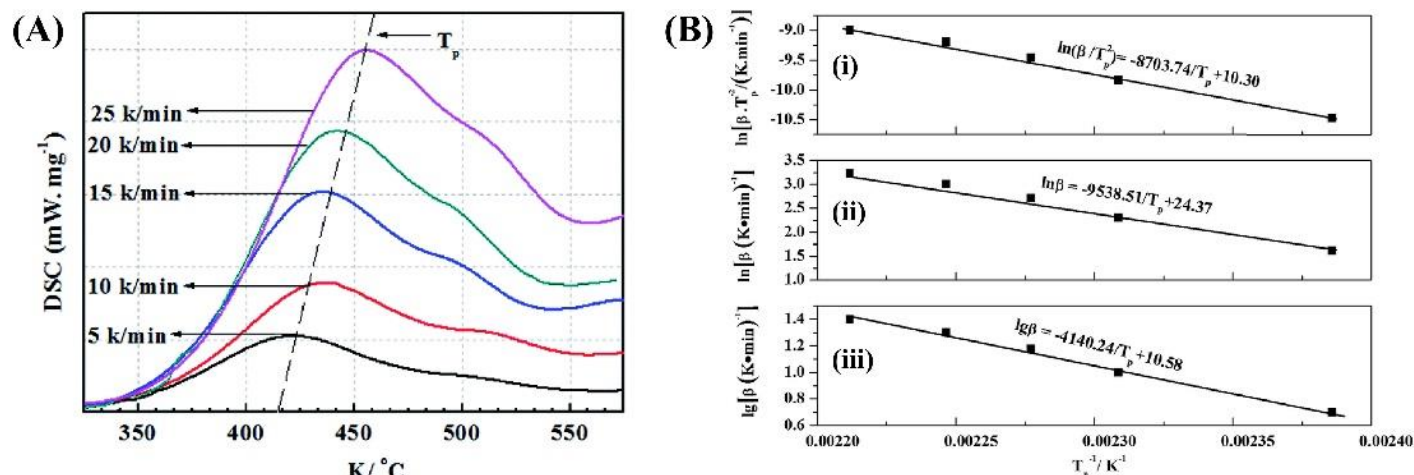 (A)
DSC (mW. mg⁻¹)
Tₚ
25 k/min
20 k/min
15 k/min
10 k/min
5 k/min
350 400 450 500 550
K/ °C
(B)
(i)
ln[β .Tₚ⁻²/(K.min⁻¹)]
-9.0
-9.5
-10.0
-10.5
ln(β /Tₚ²)= -8703.74/Tₚ+10.30
(ii)
ln[β (K•min)⁻¹]
3.5
3.0
2.5
2.0
1.5
1.0
lnβ = -9538.51/Tₚ+24.37
(iii)
lg[β (K•min)⁻¹]
1.4
1.2
1.0
0.8
0.6
lgβ = -4140.24/Tₚ+10.58
0.00220 0.00225 0.00230 0.00235 0.00240
Tₚ⁻¹/ K⁻¹